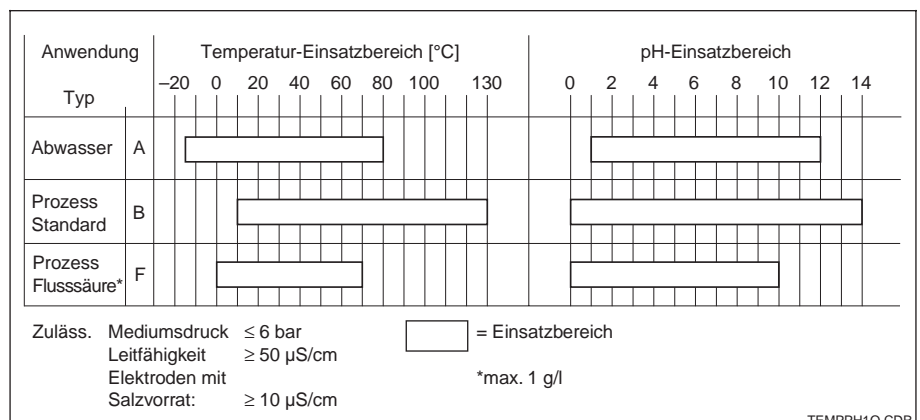 Anwendung Temperatur-Einsatzbereich [°C] pH-Einsatzbereich
Typ –20 0 20 40 60 80 100 130 0 2 4 6 8 10 12 14
Abwasser A
Prozess
Standard B
Prozess
Flusssäure* F
Zuläss. Mediumsdruck ≤ 6 bar = Einsatzbereich
Leitfähigkeit ≥ 50 µS/cm
Elektroden mit *max. 1 g/l
Salzvorrat: ≥ 10 µS/cm